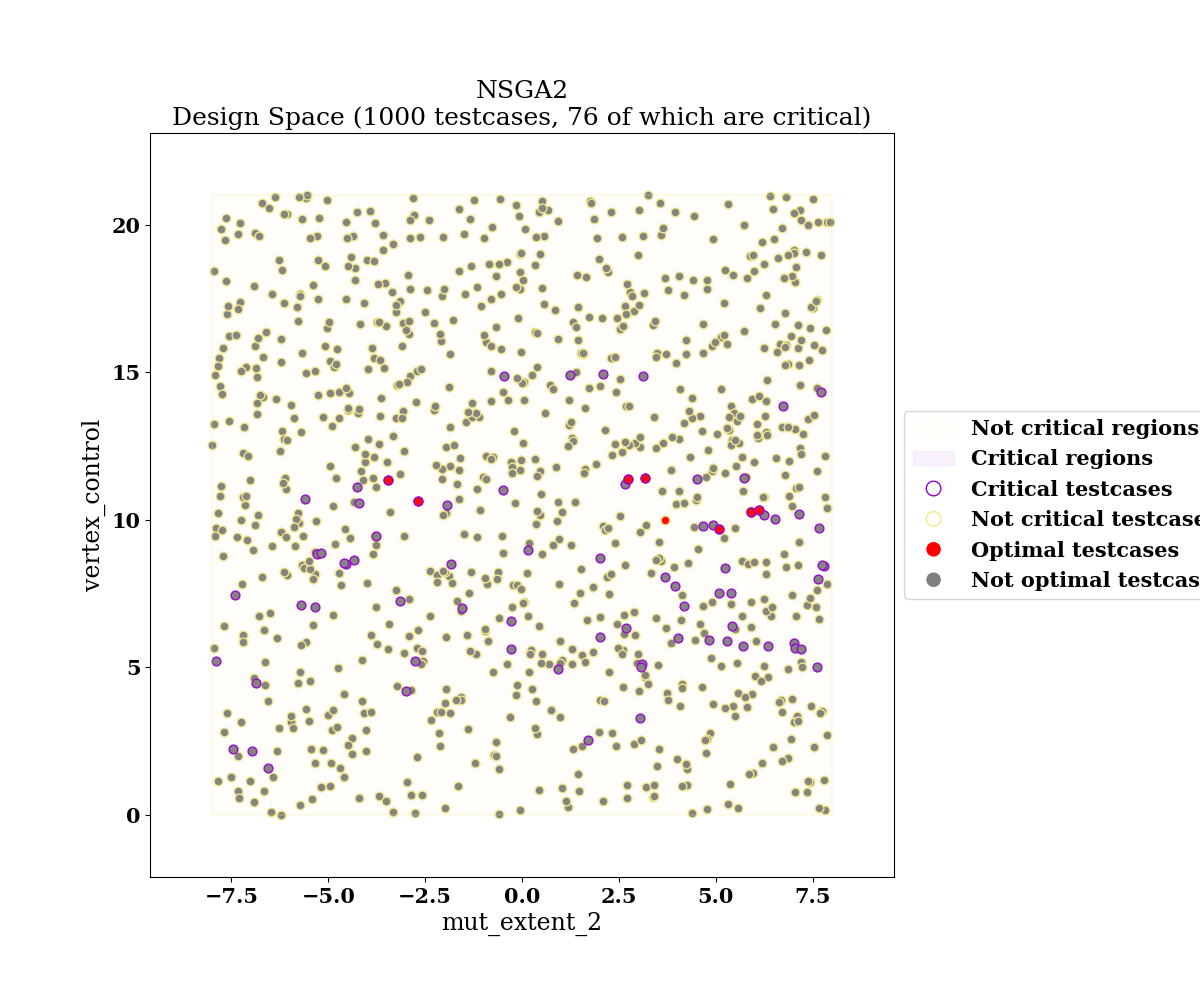 NSGA2
Design Space (1000 testcases, 76 of which are critical)
20
15
10
5
0
vertex_control
−7.5 −5.0 −2.5 0.0 2.5 5.0 7.5
mut_extent_2
Not critical regions
Critical regions
Critical testcases
Not critical testcase
Optimal testcases
Not optimal testcas